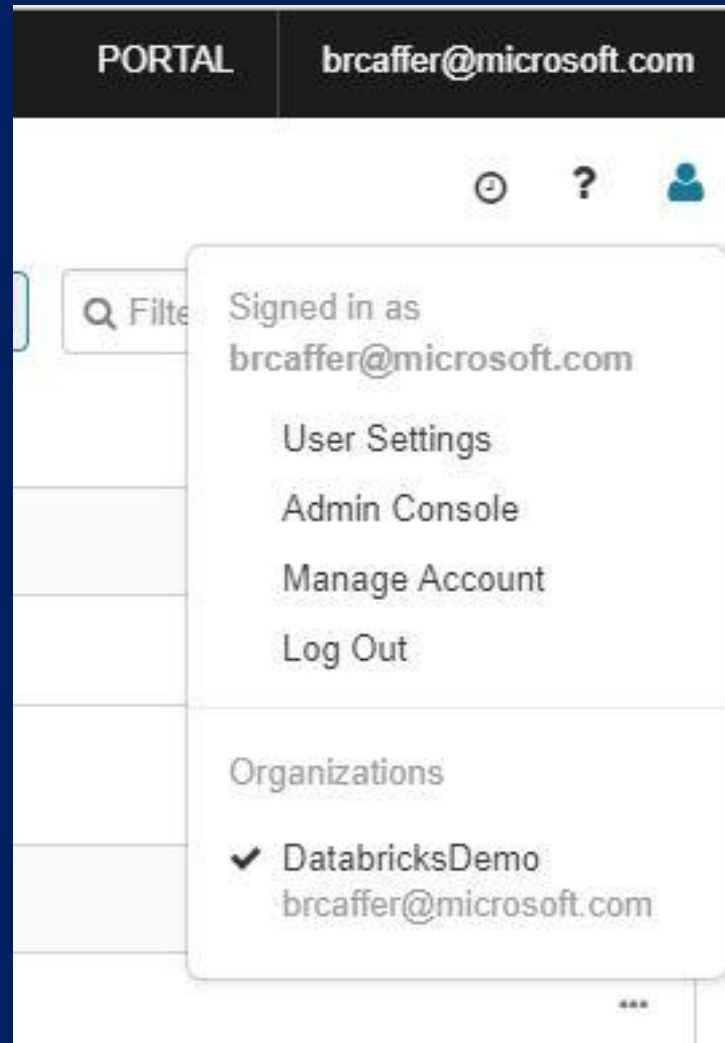 PORTAL brcaffer@microsoft.com
?
Filte
Signed in as
brcaffer@microsoft.com
User Settings
Admin Console
Manage Account
Log Out
Organizations
✔ DatabricksDemo
brcaffer@microsoft.com
...